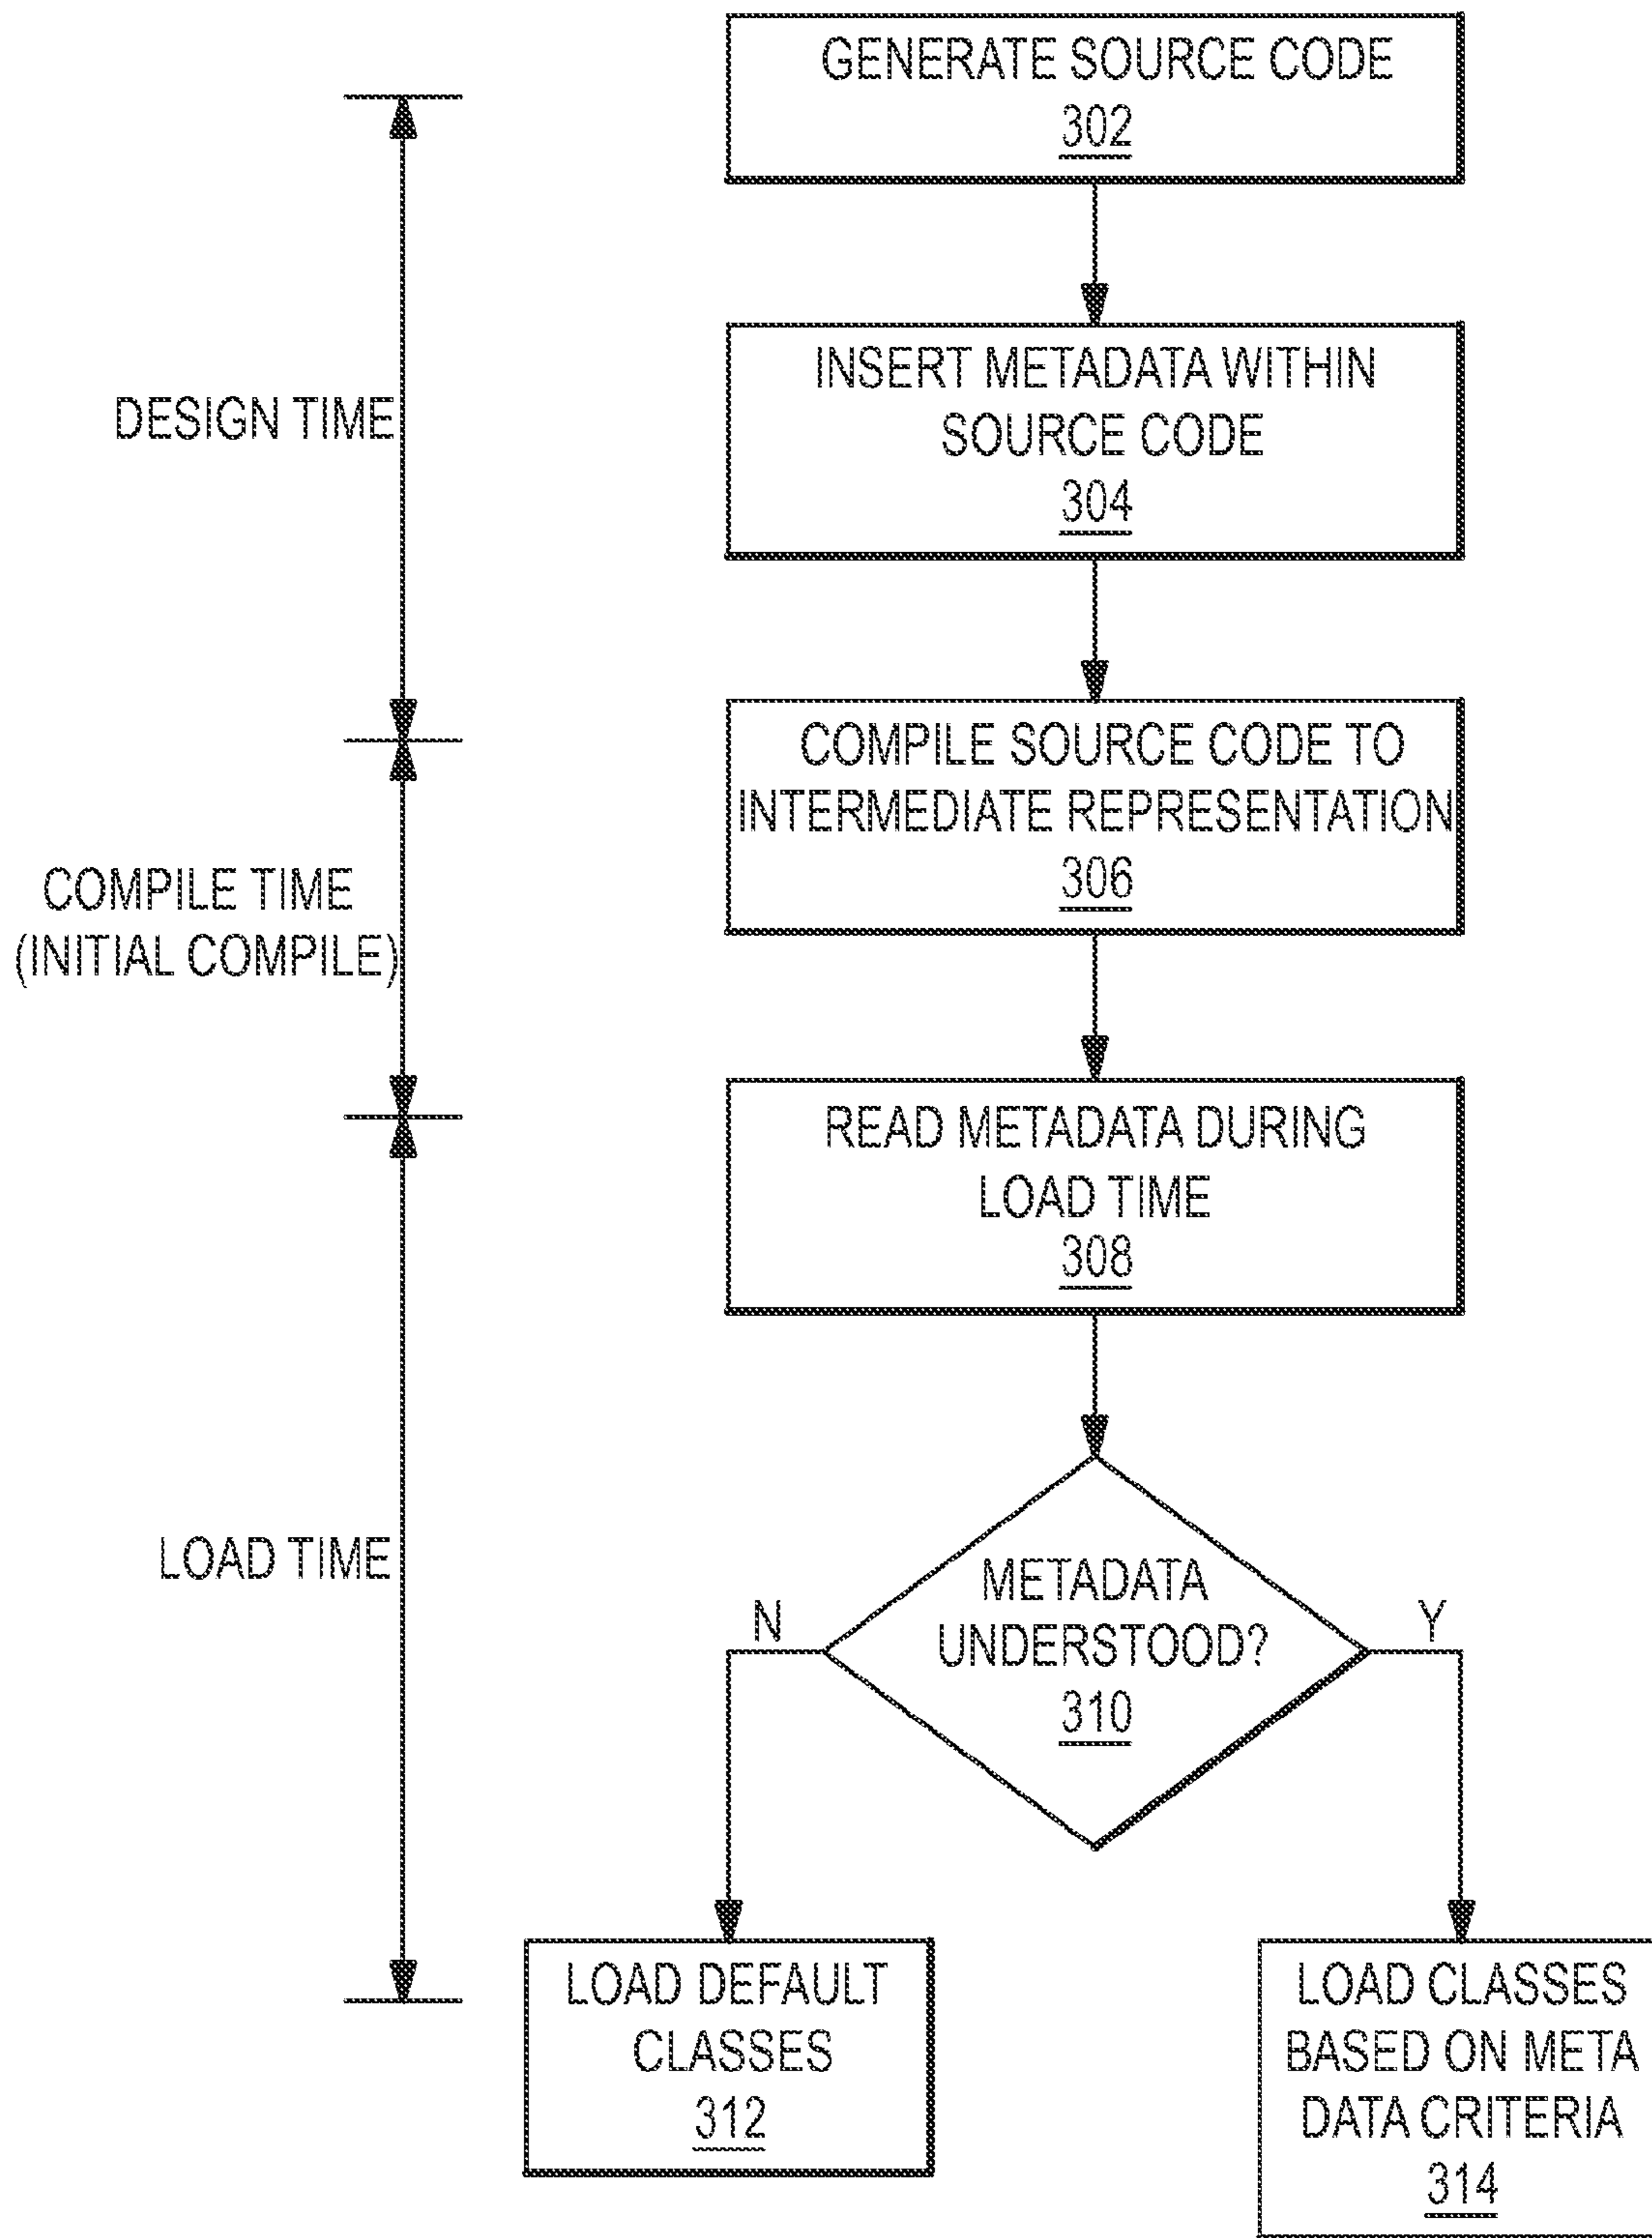 GENERATE SOURCE CODE
302
INSERT METADATA WITHIN
SOURCE CODE
304
DESIGN TIME
COMPILE SOURCE CODE TO
INTERMEDIATE REPRESENTATION
306
COMPILE TIME
(INITIAL COMPILE)
READ METADATA DURING
LOAD TIME
308
LOAD TIME
METADATA
UNDERSTOOD?
310
N
Y
LOAD DEFAULT
CLASSES
312
LOAD CLASSES
BASED ON META
DATA CRITERIA
314